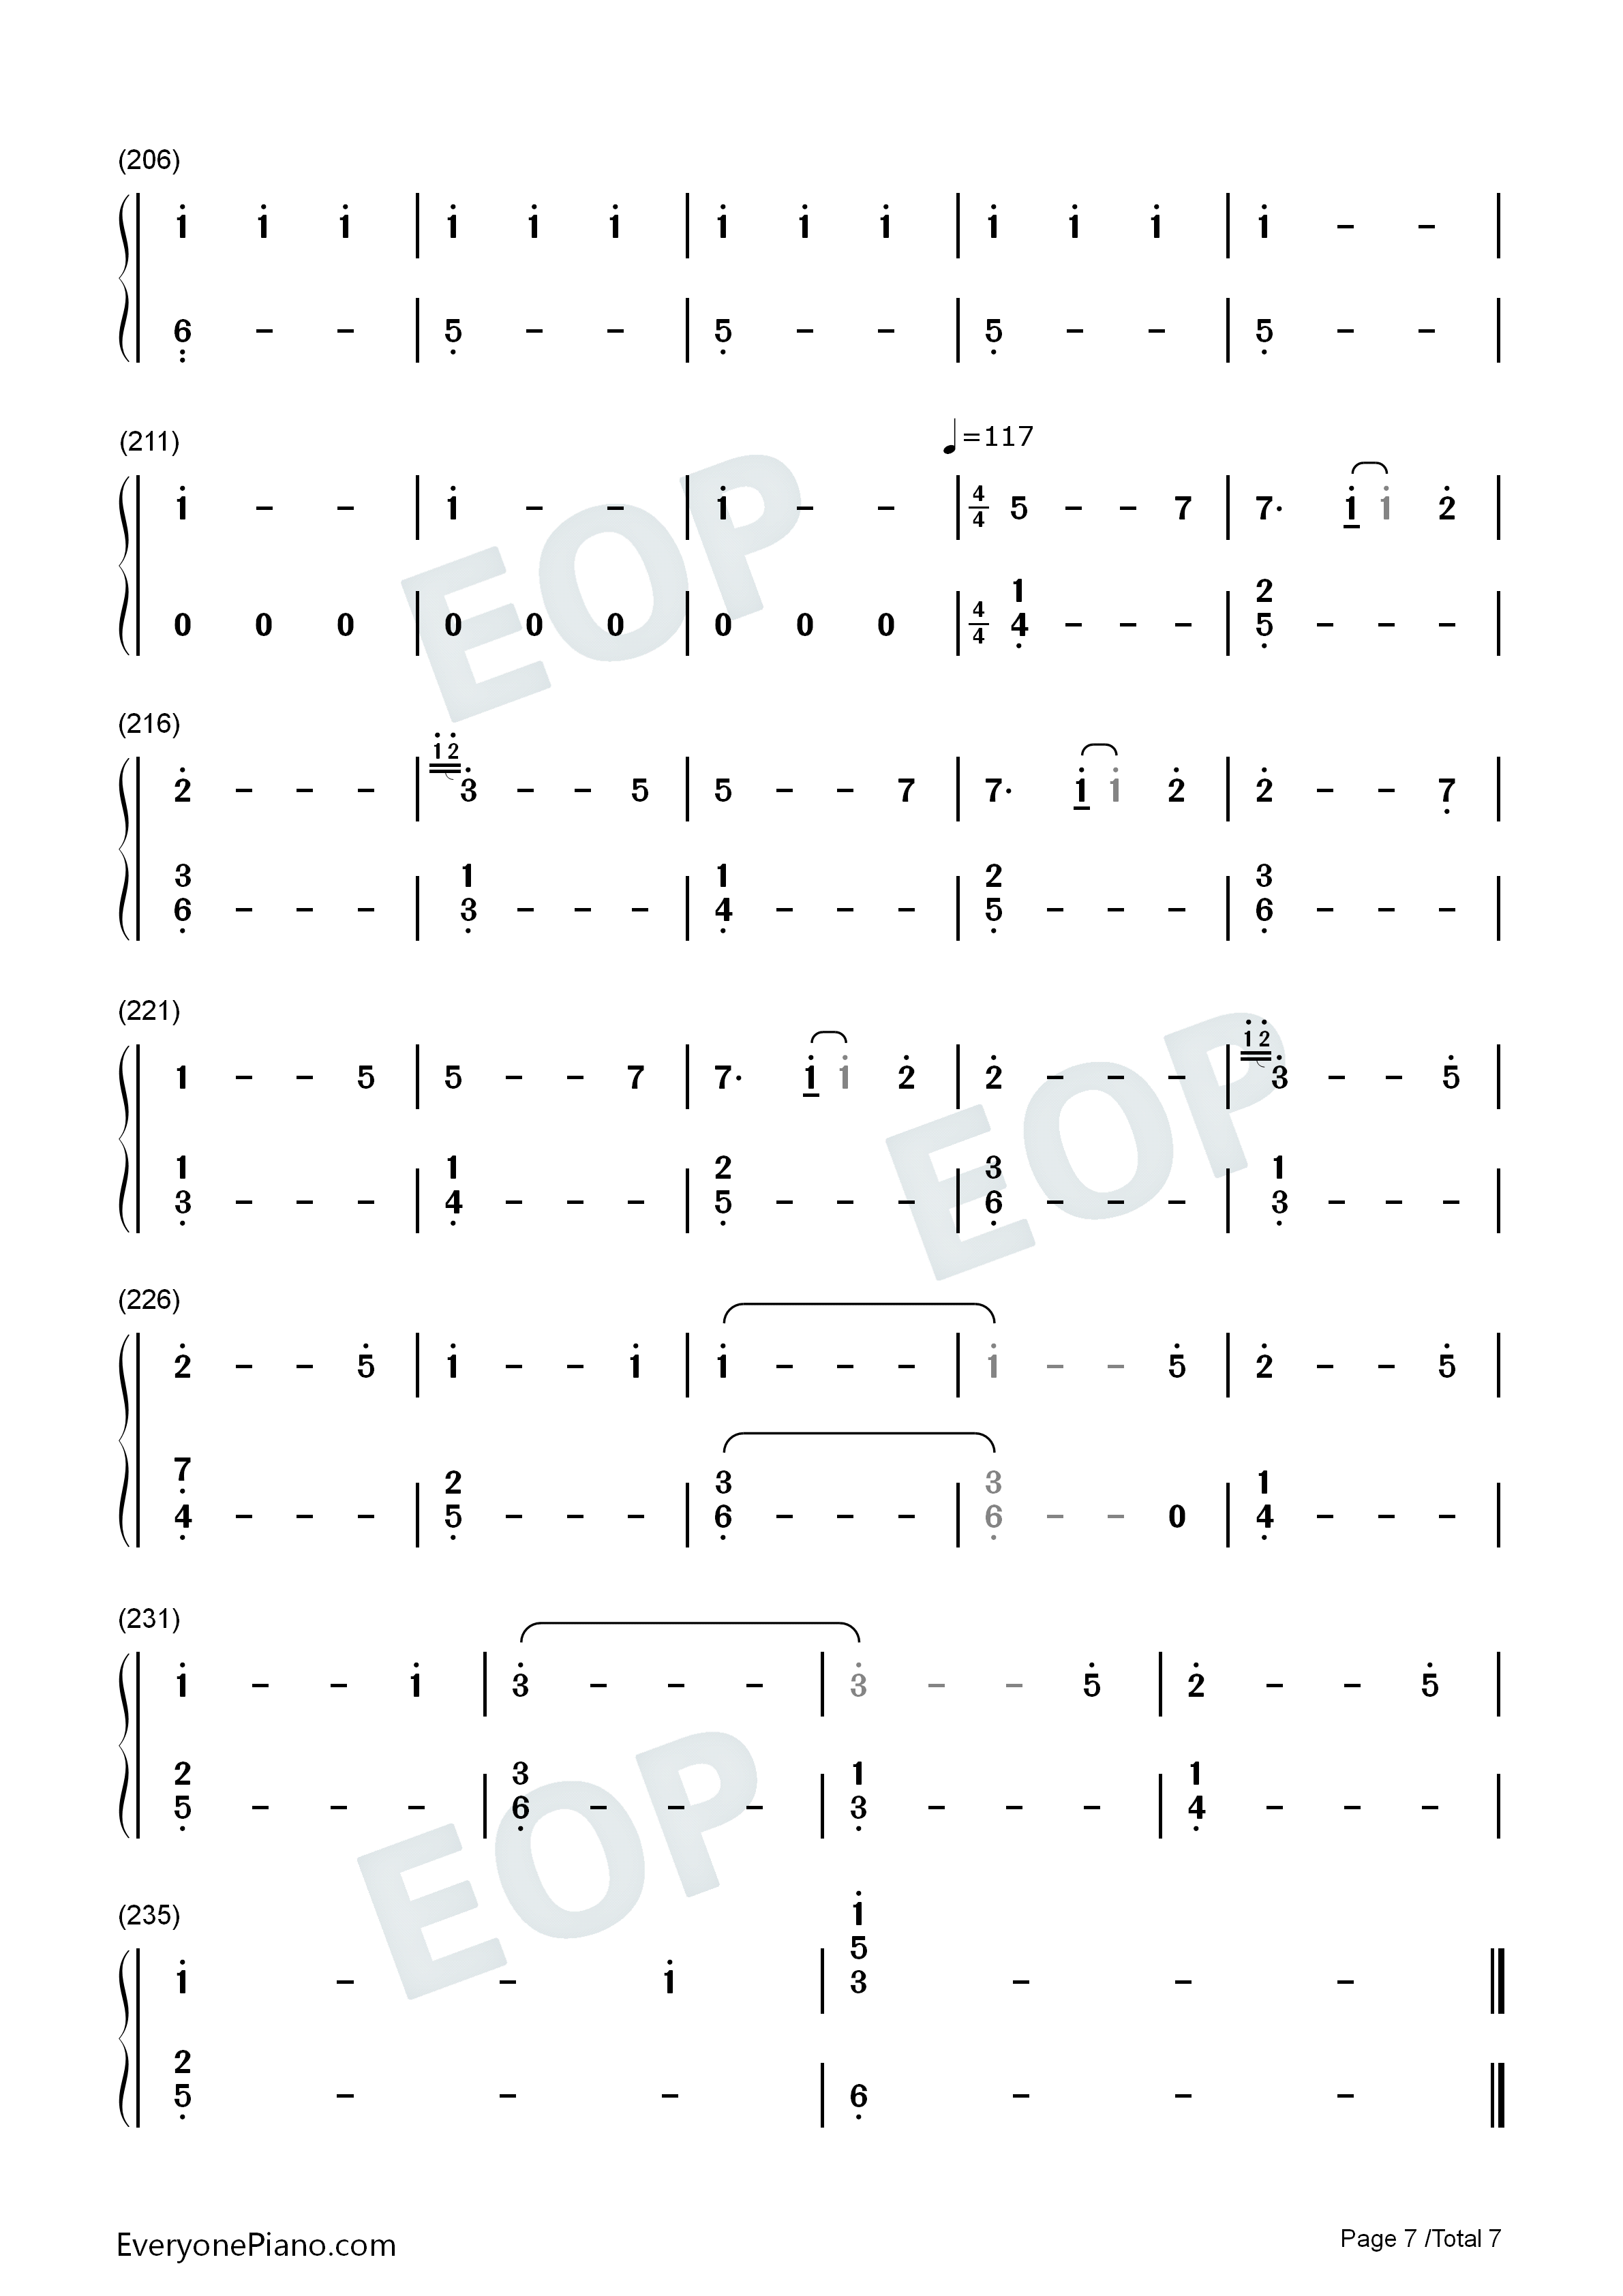 (206)
i i i | i i i | i i i | i i i | i – –
6̣̣ – – | 5̣ – – | 5̣ – – | 5̣ – – | 5̣ – –
(211)
♩=117
i – – | i – – | i – – | 4/4 5 – – 7 | 7· i i 2̇
1 2
0 0 0 | 0 0 0 | 0 0 0 | 4/4 4̣ – – – | 5̣ – – –
(216)
i 2̇
2̇ – – – | 3̇ – – 5 | 5 – – 7 | 7· i i 2̇ | 2̇ – – 7̣
3 1 1 2 3
6̣ – – – | 3̣ – – – | 4̣ – – – | 5̣ – – – | 6̣ – – –
(221)
i 2̇
1 – – 5 | 5 – – 7 | 7· i i 2̇ | 2̇ – – – | 3̇ – – 5̇
1 1 2 3 1
3̣ – – – | 4̣ – – – | 5̣ – – – | 6̣ – – – | 3̣ – – –
(226)
2̇ – – 5̇ | i – – i | i – – – | i – – 5̇ | 2̇ – – 5̇
7̣ 2 3 3 1
4̣ – – – | 5̣ – – – | 6̣ – – – | 6̣ – – 0 | 4̣ – – –
(231)
i – – i | 3̇ – – – | 3̇ – – 5̇ | 2̇ – – 5̇
2 3 1 1
5̣ – – – | 6̣ – – – | 3̣ – – – | 4̣ – – –
(235)
i
5
i – – i | 3 – – –
2
5̣ – – – | 6̣ – – –
EOP
EOP
EOP
EveryonePiano.com
Page 7 /Total 7